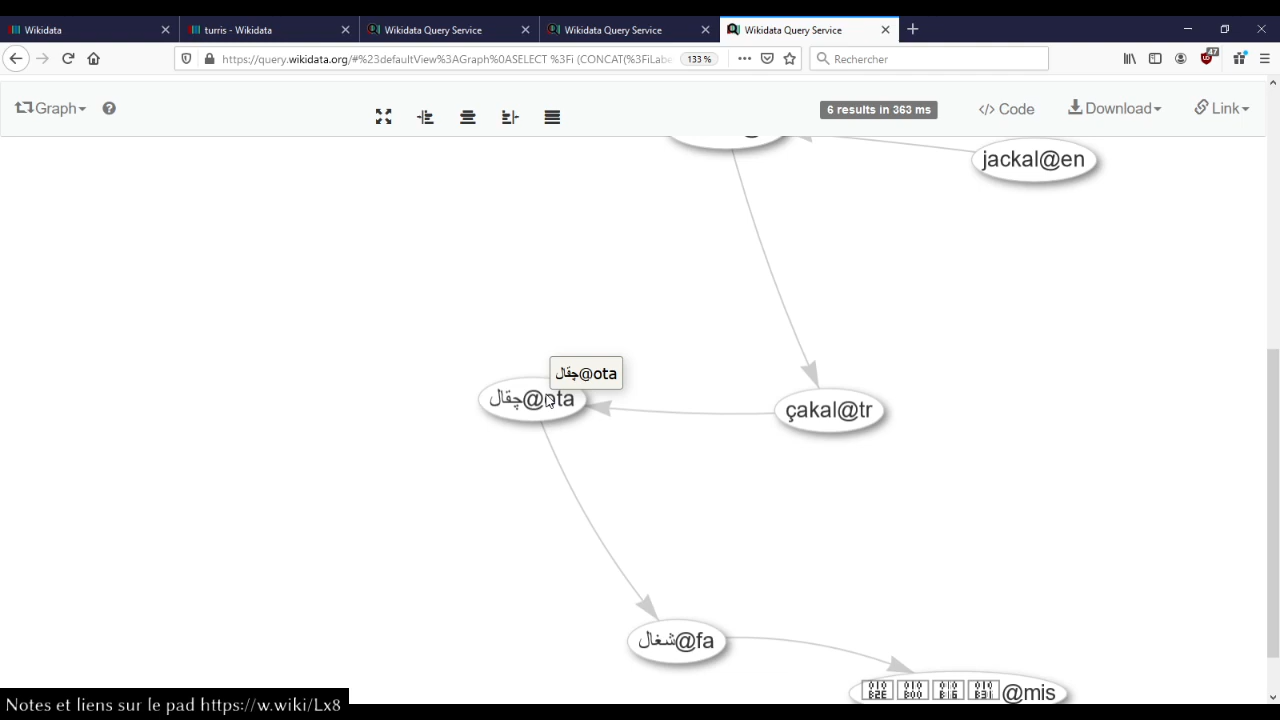 Wikidata
turris - Wikidata
Wikidata Query Service
Wikidata Query Service
Wikidata Query Service
https://query.wikidata.org/#%23defaultView%3AGraph%0ASELECT %3Fi (CONCAT(%3FiLabe
133 %
Rechercher
47
Graph
6 results in 363 ms
</> Code
Download
Link
jackal@en
چقال@ota
چقال@ota
çakal@tr
شغال@fa
@mis
Notes et liens sur le pad https://w.wiki/Lx8